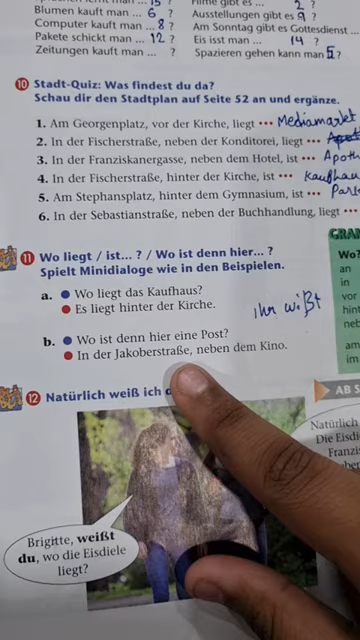 15 ? Filme gibt es ... 2 ?
Blumen kauft man ... 6 ? Ausstellungen gibt es 9 ?
Computer kauft man ... 8 ? Am Sonntag gibt es Gottesdienst ...
Pakete schickt man ... 12 ? Eis isst man ... 14 ?
Zeitungen kauft man ... ? Spazieren gehen kann man 5 ?
10 Stadt-Quiz: Was findest du da?
Schau dir den Stadtplan auf Seite 52 an und ergänze.
1. Am Georgenplatz, vor der Kirche, liegt ••• Mediamarkt
2. In der Fischerstraße, neben der Konditorei, liegt •••
3. In der Franziskanergasse, neben dem Hotel, ist ••• Apoth
4. In der Fischerstraße, hinter der Kirche, ist ••• Kaufhau
5. Am Stephansplatz, hinter dem Gymnasium, ist ••• Park
6. In der Sebastianstraße, neben der Buchhandlung, liegt •••
11 Wo liegt / ist... ? / Wo ist denn hier... ?
Spielt Minidialoge wie in den Beispielen.
a. ● Wo liegt das Kaufhaus?
● Es liegt hinter der Kirche.
ihr wißt
b. ● Wo ist denn hier eine Post?
● In der Jakoberstraße, neben dem Kino.
GRAM
Wo?
an
in
vor
hint
neb
am
im
12 Natürlich weiß ich
AB S
Natürlich
Die Eisdi
Franzis
Brigitte, weißt
du, wo die Eisdiele
liegt?